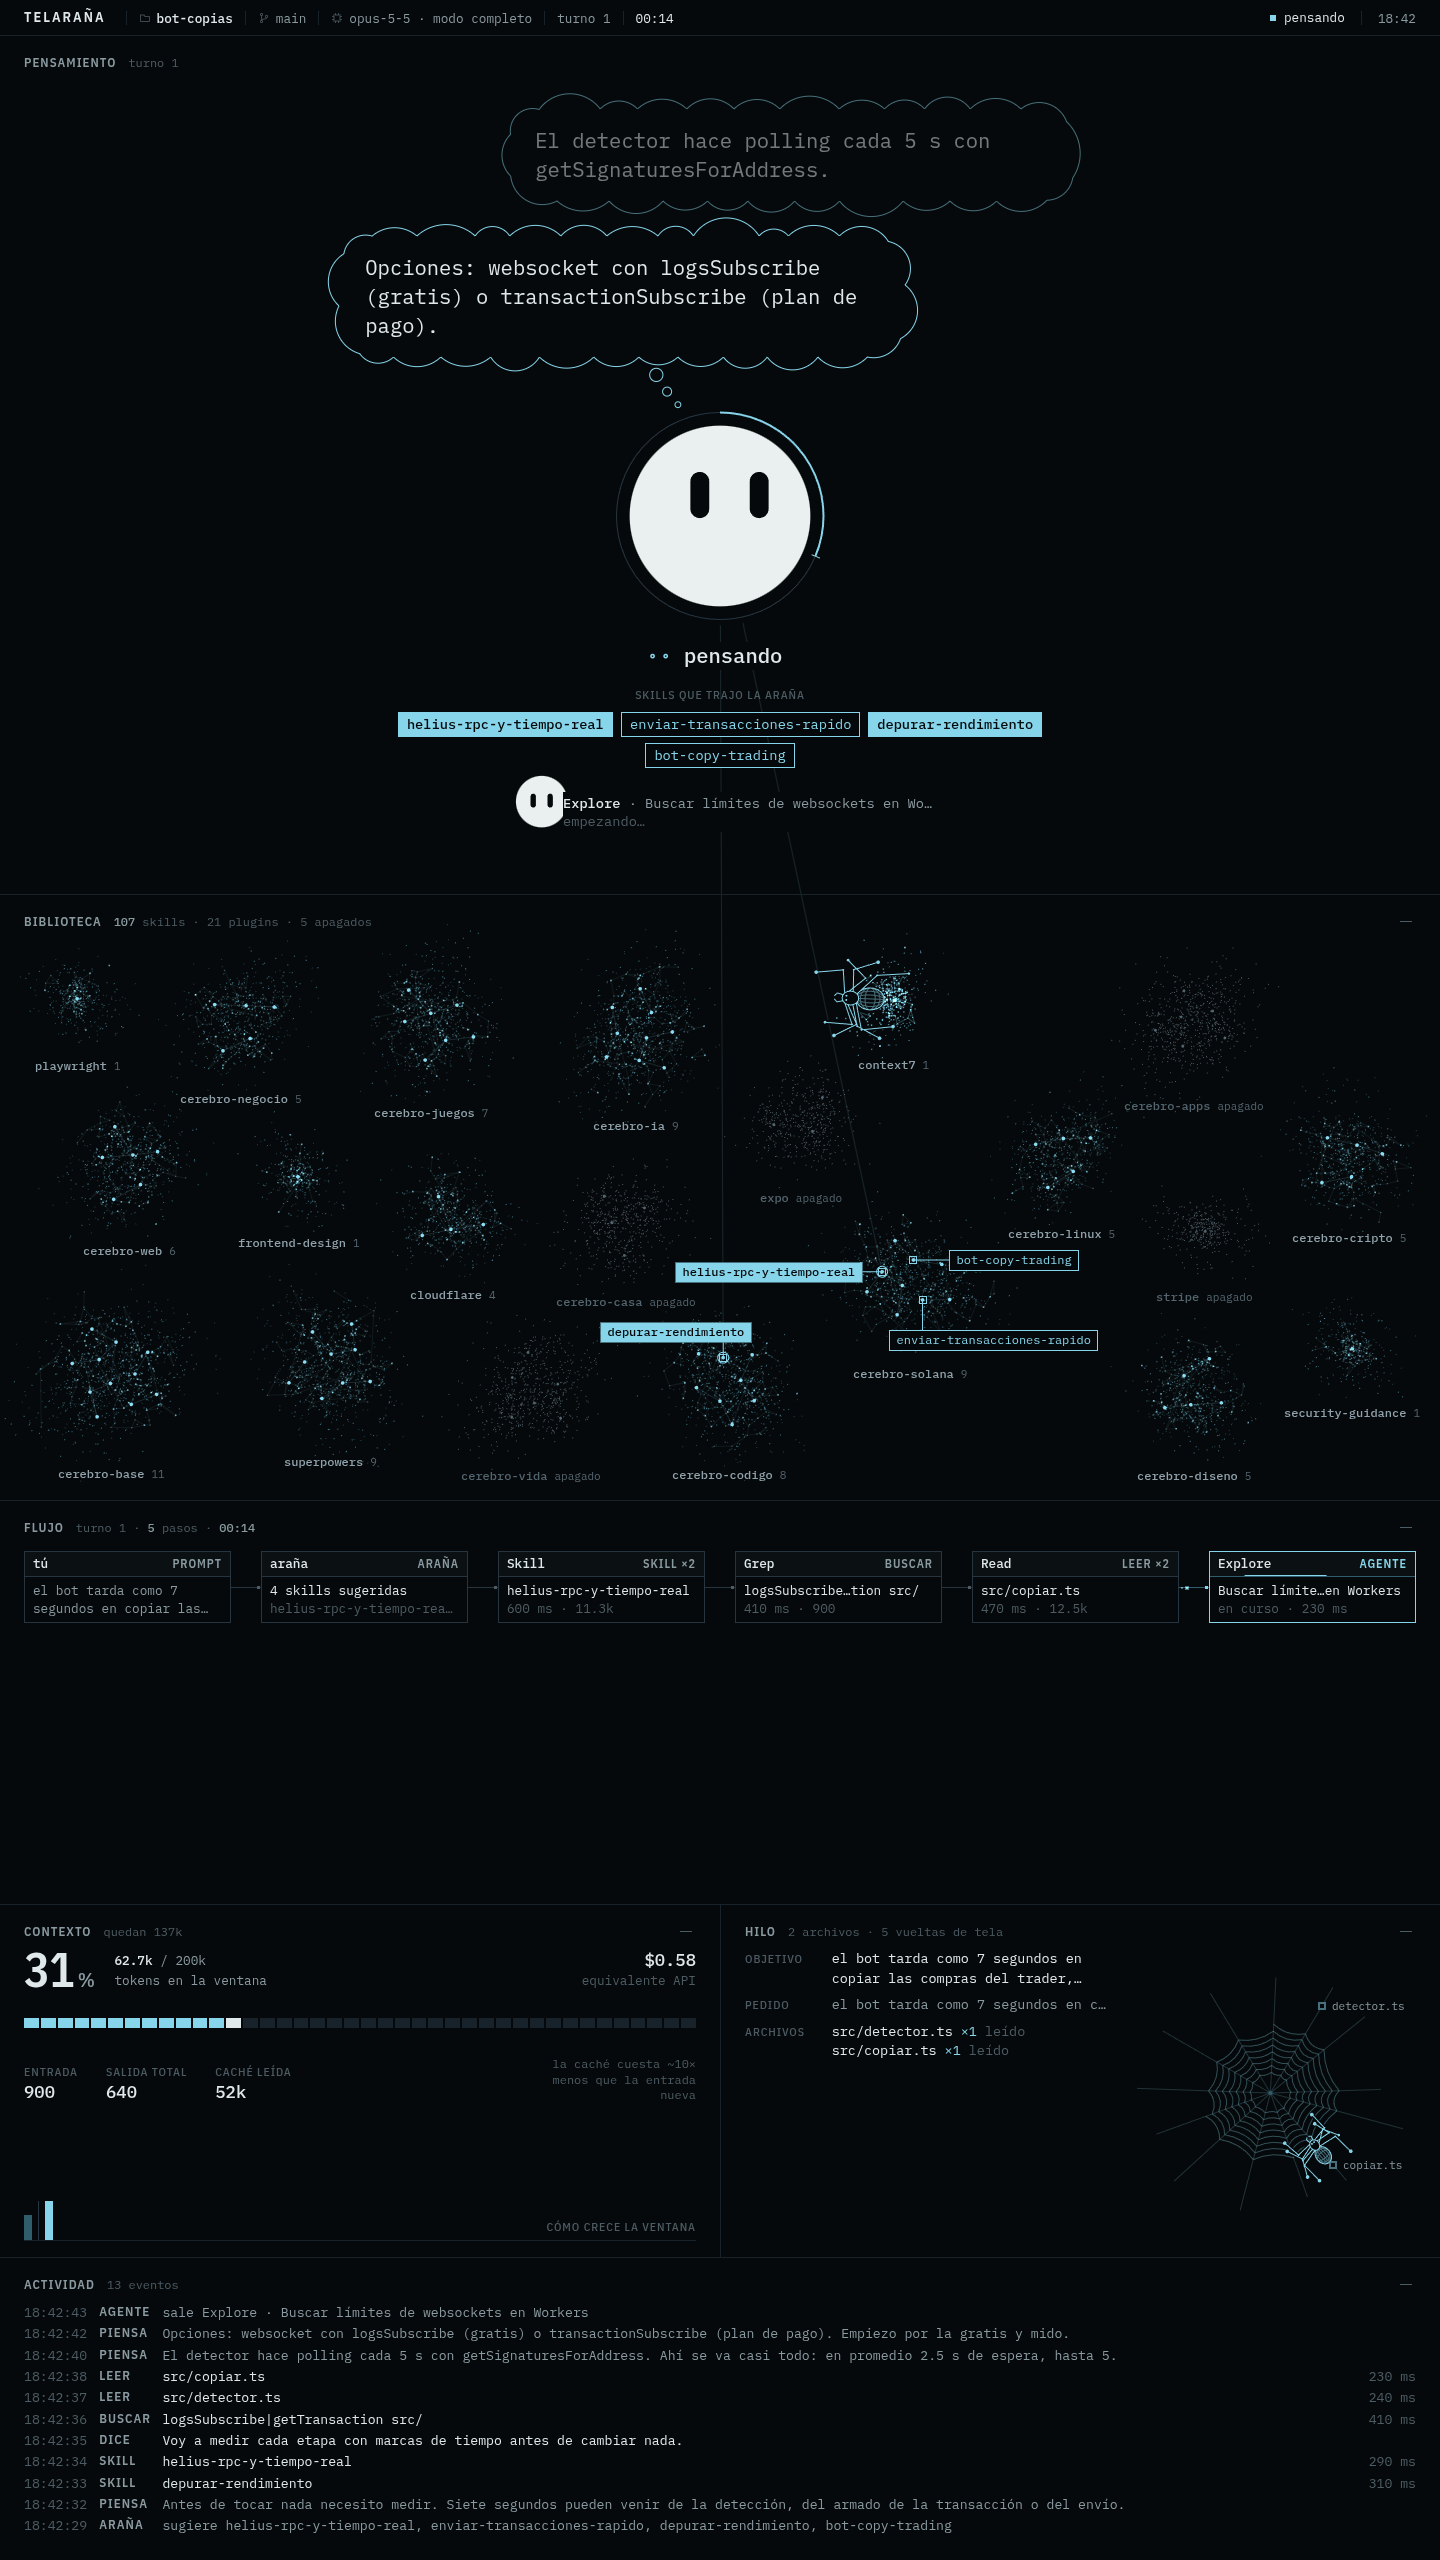 TELARAÑA bot-copias main opus-5-5 · modo completo turno 1 00:14 pensando 18:42
PENSAMIENTO turno 1
El detector hace polling cada 5 s con
getSignaturesForAddress.
Opciones: websocket con logsSubscribe
(gratis) o transactionSubscribe (plan de
pago).
pensando
SKILLS QUE TRAJO LA ARAÑA
helius-rpc-y-tiempo-real enviar-transacciones-rapido depurar-rendimiento
bot-copy-trading
Explore · Buscar límites de websockets en Wo…
empezando…
BIBLIOTECA 107 skills · 21 plugins · 5 apagados
playwright 1
context7 1
cerebro-negocio 5
cerebro-apps apagado
cerebro-juegos 7
cerebro-ia 9
expo apagado
cerebro-linux 5
cerebro-cripto 5
frontend-design 1
cerebro-web 6
bot-copy-trading
helius-rpc-y-tiempo-real
cloudflare 4
stripe apagado
cerebro-casa apagado
depurar-rendimiento
enviar-transacciones-rapido
cerebro-solana 9
security-guidance 1
superpowers 9
cerebro-base 11
cerebro-vida apagado
cerebro-codigo 8
cerebro-diseno 5
FLUJO turno 1 · 5 pasos · 00:14
tú PROMPT
el bot tarda como 7
segundos en copiar las…
araña ARAÑA
4 skills sugeridas
helius-rpc-y-tiempo-rea…
Skill SKILL ×2
helius-rpc-y-tiempo-real
600 ms · 11.3k
Grep BUSCAR
logsSubscribe…tion src/
410 ms · 900
Read LEER ×2
src/copiar.ts
470 ms · 12.5k
Explore AGENTE
Buscar límite…en Workers
en curso · 230 ms
CONTEXTO quedan 137k
31% 62.7k / 200k
tokens en la ventana
$0.58
equivalente API
ENTRADA SALIDA TOTAL CACHÉ LEÍDA
900 640 52k
la caché cuesta ~10×
menos que la entrada
nueva
CÓMO CRECE LA VENTANA
HILO 2 archivos · 5 vueltas de tela
OBJETIVO el bot tarda como 7 segundos en
copiar las compras del trader,…
PEDIDO el bot tarda como 7 segundos en c…
ARCHIVOS src/detector.ts ×1 leído
src/copiar.ts ×1 leído
detector.ts
copiar.ts
ACTIVIDAD 13 eventos
18:42:43 AGENTE sale Explore · Buscar límites de websockets en Workers
18:42:42 PIENSA Opciones: websocket con logsSubscribe (gratis) o transactionSubscribe (plan de pago). Empiezo por la gratis y mido.
18:42:40 PIENSA El detector hace polling cada 5 s con getSignaturesForAddress. Ahí se va casi todo: en promedio 2.5 s de espera, hasta 5.
18:42:38 LEER src/copiar.ts 230 ms
18:42:37 LEER src/detector.ts 240 ms
18:42:36 BUSCAR logsSubscribe|getTransaction src/ 410 ms
18:42:35 DICE Voy a medir cada etapa con marcas de tiempo antes de cambiar nada.
18:42:34 SKILL helius-rpc-y-tiempo-real 290 ms
18:42:33 SKILL depurar-rendimiento 310 ms
18:42:32 PIENSA Antes de tocar nada necesito medir. Siete segundos pueden venir de la detección, del armado de la transacción o del envío.
18:42:29 ARAÑA sugiere helius-rpc-y-tiempo-real, enviar-transacciones-rapido, depurar-rendimiento, bot-copy-trading